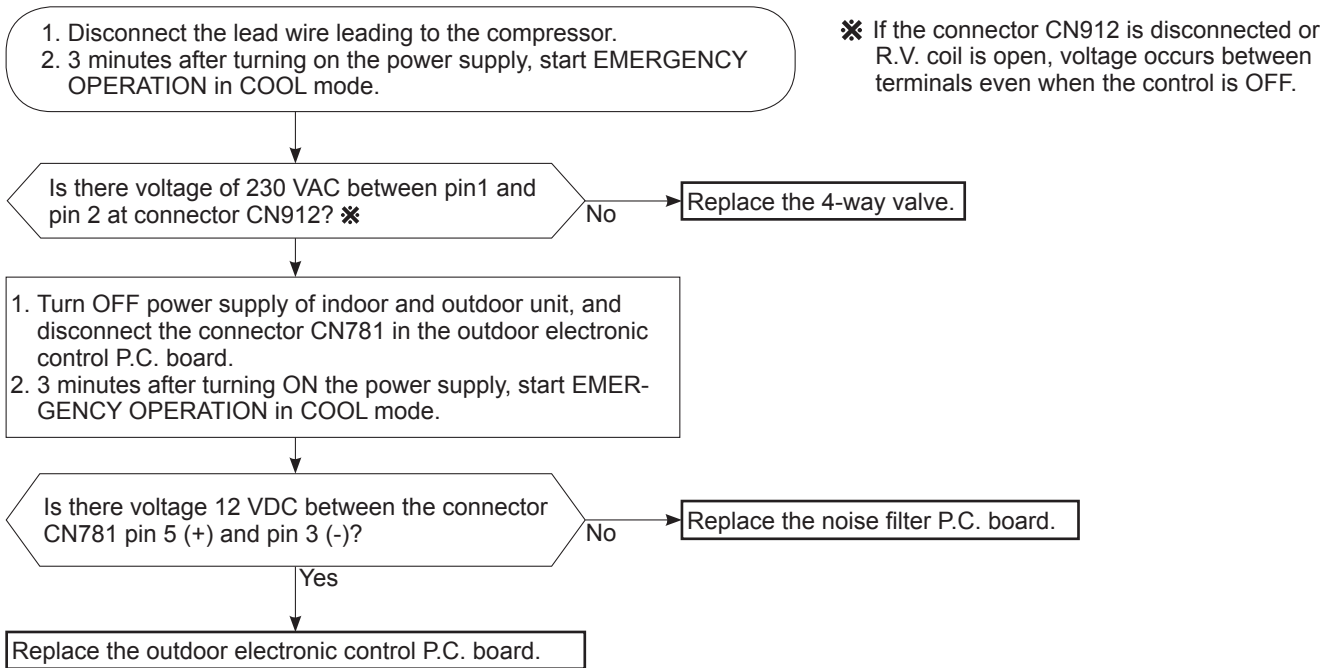 1. Disconnect the lead wire leading to the compressor.
2. 3 minutes after turning on the power supply, start EMERGENCY
OPERATION in COOL mode.
※ If the connector CN912 is disconnected or
R.V. coil is open, voltage occurs between
terminals even when the control is OFF.
Is there voltage of 230 VAC between pin1 and
pin 2 at connector CN912? ※
No
Replace the 4-way valve.
1. Turn OFF power supply of indoor and outdoor unit, and
disconnect the connector CN781 in the outdoor electronic
control P.C. board.
2. 3 minutes after turning ON the power supply, start EMER-
GENCY OPERATION in COOL mode.
Is there voltage 12 VDC between the connector
CN781 pin 5 (+) and pin 3 (-)?
No
Replace the noise filter P.C. board.
Yes
Replace the outdoor electronic control P.C. board.